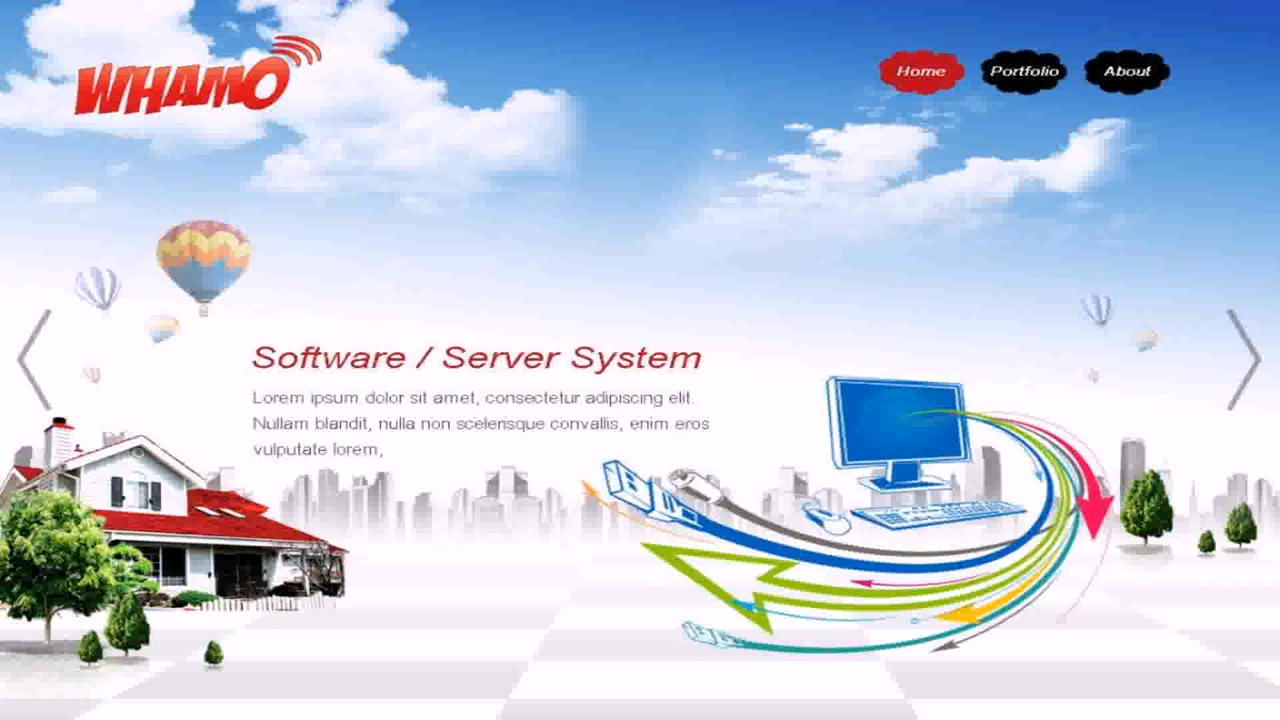 WHAMO
Home Portfolio About
Software / Server System
Lorem ipsum dolor sit amet, consectetur adipiscing elit.
Nullam blandit, nulla non scelerisque convallis, enim eros
vulputate lorem,